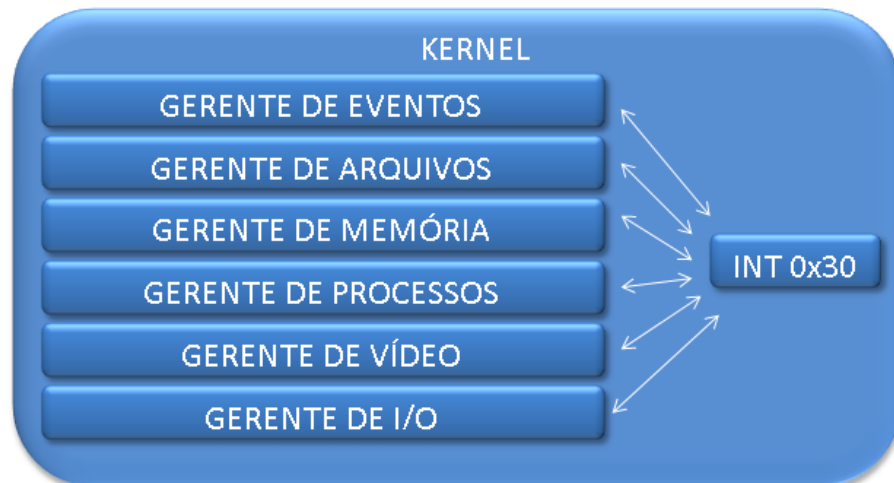 KERNEL
GERENTE DE EVENTOS
GERENTE DE ARQUIVOS
GERENTE DE MEMÓRIA
GERENTE DE PROCESSOS
GERENTE DE VÍDEO
GERENTE DE I/O
INT 0x30